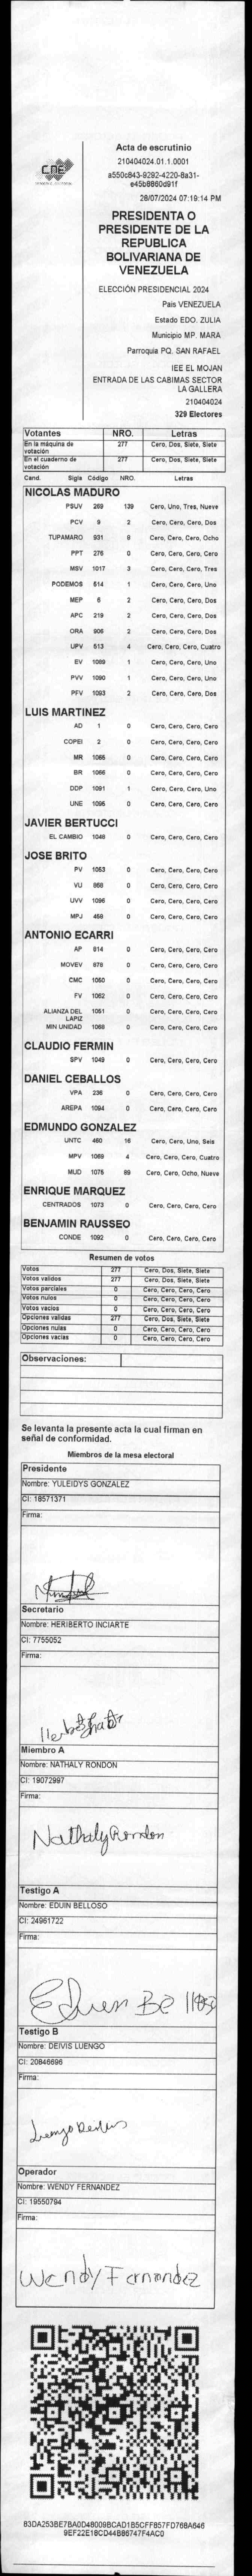 Acta de escrutinio
210404024.01.1.0001
a550c843-9292-4220-8a31-
e45b8860d91f
28/07/2024 07:19:14 PM
CNE
PRESIDENTA O
PRESIDENTE DE LA
REPUBLICA
BOLIVARIANA DE
VENEZUELA
ELECCIÓN PRESIDENCIAL 2024
Pais VENEZUELA
Estado EDO. ZULIA
Municipio MP. MARA
Parroquia PQ. SAN RAFAEL
IEE EL MOJAN
ENTRADA DE LAS CABIMAS SECTOR
LA GALLERA
210404024
329 Electores
Votantes NRO. Letras
En la máquina de votación 277 Cero, Dos, Siete, Siete
En el cuaderno de votación 277 Cero, Dos, Siete, Siete
Cand. Sigla Código NRO. Letras
NICOLAS MADURO
PSUV 269 139 Cero, Uno, Tres, Nueve
PCV 9 2 Cero, Cero, Cero, Dos
TUPAMARO 931 8 Cero, Cero, Cero, Ocho
PPT 276 0 Cero, Cero, Cero, Cero
MSV 1017 3 Cero, Cero, Cero, Tres
PODEMOS 614 1 Cero, Cero, Cero, Uno
MEP 6 2 Cero, Cero, Cero, Dos
APC 219 2 Cero, Cero, Cero, Dos
ORA 906 2 Cero, Cero, Cero, Dos
UPV 513 4 Cero, Cero, Cero, Cuatro
EV 1089 1 Cero, Cero, Cero, Uno
PVV 1090 1 Cero, Cero, Cero, Uno
PFV 1093 2 Cero, Cero, Cero, Dos
LUIS MARTINEZ
AD 1 0 Cero, Cero, Cero, Cero
COPEI 2 0 Cero, Cero, Cero, Cero
MR 1065 0 Cero, Cero, Cero, Cero
BR 1066 0 Cero, Cero, Cero, Cero
DDP 1091 1 Cero, Cero, Cero, Uno
UNE 1095 0 Cero, Cero, Cero, Cero
JAVIER BERTUCCI
EL CAMBIO 1048 0 Cero, Cero, Cero, Cero
JOSE BRITO
PV 1053 0 Cero, Cero, Cero, Cero
VU 868 0 Cero, Cero, Cero, Cero
UVV 1096 0 Cero, Cero, Cero, Cero
MPJ 459 0 Cero, Cero, Cero, Cero
ANTONIO ECARRI
AP 914 0 Cero, Cero, Cero, Cero
MOVEV 878 0 Cero, Cero, Cero, Cero
CMC 1050 0 Cero, Cero, Cero, Cero
FV 1062 0 Cero, Cero, Cero, Cero
ALIANZA DEL LAPIZ 1051 0 Cero, Cero, Cero, Cero
MIN UNIDAD 1068 0 Cero, Cero, Cero, Cero
CLAUDIO FERMIN
SPV 1049 0 Cero, Cero, Cero, Cero
DANIEL CEBALLOS
VPA 236 0 Cero, Cero, Cero, Cero
AREPA 1094 0 Cero, Cero, Cero, Cero
EDMUNDO GONZALEZ
UNTC 460 16 Cero, Cero, Uno, Seis
MPV 1069 4 Cero, Cero, Cero, Cuatro
MUD 1075 89 Cero, Cero, Ocho, Nueve
ENRIQUE MARQUEZ
CENTRADOS 1073 0 Cero, Cero, Cero, Cero
BENJAMIN RAUSSEO
CONDE 1092 0 Cero, Cero, Cero, Cero
Resumen de votos
Votos 277 Cero, Dos, Siete, Siete
Votos validos 277 Cero, Dos, Siete, Siete
Votos parciales 0 Cero, Cero, Cero, Cero
Votos nulos 0 Cero, Cero, Cero, Cero
Votos vacios 0 Cero, Cero, Cero, Cero
Opciones validas 277 Cero, Dos, Siete, Siete
Opciones nulas 0 Cero, Cero, Cero, Cero
Opciones vacias 0 Cero, Cero, Cero, Cero
Observaciones:
Se levanta la presente acta la cual firman en
señal de conformidad.
Miembros de la mesa electoral
Presidente
Nombre: YULEIDYS GONZALEZ
CI: 18571371
Firma:
Secretario
Nombre: HERIBERTO INCIARTE
CI: 7755052
Firma:
Miembro A
Nombre: NATHALY RONDON
CI: 19072997
Firma:
Nathaly Rondon
Testigo A
Nombre: EDUIN BELLOSO
CI: 24961722
Firma:
Eduen Belloso
Testigo B
Nombre: DEIVIS LUENGO
CI: 20846696
Firma:
Operador
Nombre: WENDY FERNANDEZ
CI: 19550794
Firma:
Wendy Fernandez
83DA253BE7BA0D48009BCAD1B5CFF857FD768A646
9EF22E18CD44B86747F4AC0